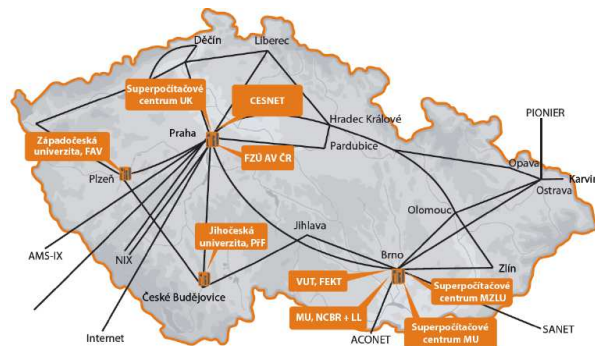 Děčín
Liberec
Superpočítačové
centrum UK
CESNET
Hradec Králové
PIONIER
Západočeská
univerzita, FAV
Praha
FZÚ AV ČR
Pardubice
Plzeň
Opava
Karvin
Ostrava
Olomouc
Jihočeská
univerzita, PřF
Jihlava
AMS-IX
NIX
Brno
Zlín
České Budějovice
VUT, FEKT
Superpočítačové
centrum MZLU
MU, NCBR + LL
Superpočítačové
centrum MU
SANET
Internet
ACONET